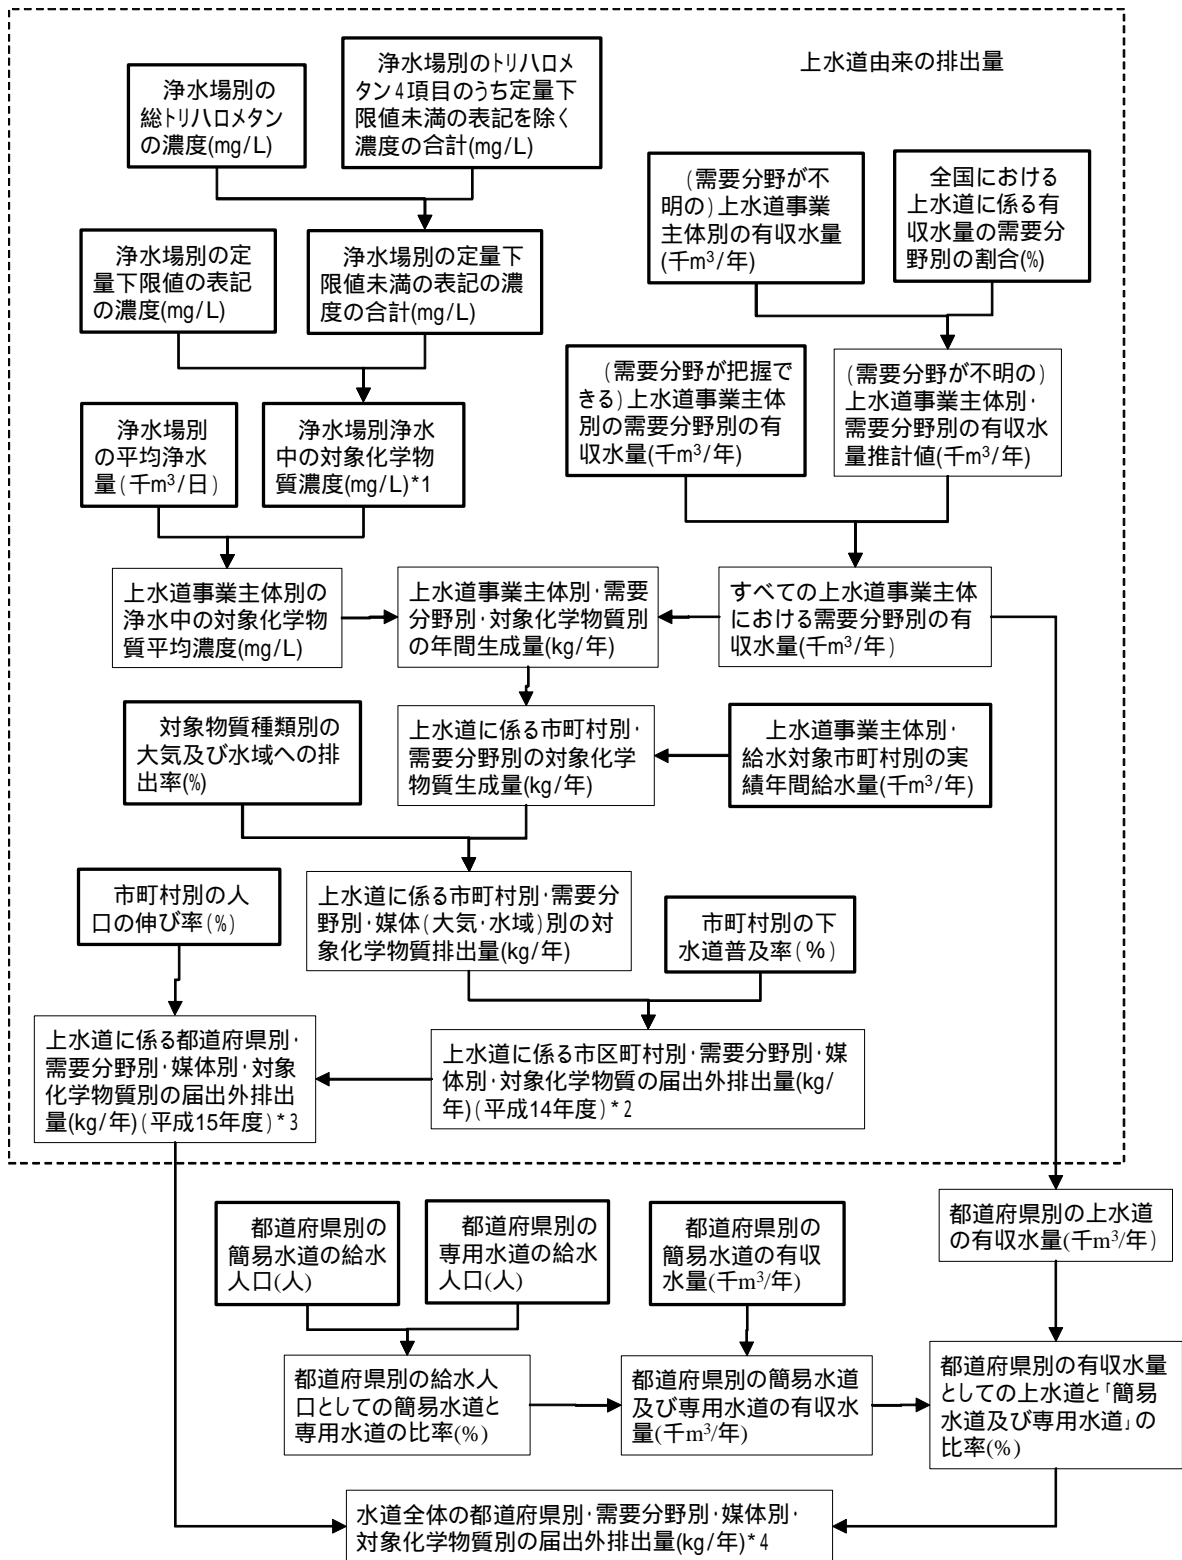 上水道由来の排出量
浄水場別の
総トリハロメタン
の濃度(mg/L)
浄水場別のトリハロメ
タン4項目のうち定量下
限値未満の表記を除く
濃度の合計(mg/L)
(需要分野が不
明の)上水道事業
主体別の有収水量
(千m³/年)
全国における
上水道に係る有
収水量の需要分
野別の割合(%)
浄水場別の定
量下限値の表記
の濃度(mg/L)
浄水場別の定量下
限値未満の表記の濃
度の合計(mg/L)
(需要分野が把握で
きる)上水道事業主体
別の需要分野別の有
収水量(千m³/年)
(需要分野が不明の)
上水道事業主体別・
需要分野別の有収水
量推計値(千m³/年)
浄水場別
の平均浄水
量(千m³/日)
浄水場別浄水
中の対象化学物
質濃度(mg/L)*1
上水道事業主体別の
浄水中の対象化学物
質平均濃度(mg/L)
上水道事業主体別・需要
分野別・対象化学物質別
の年間生成量(kg/年)
すべての上水道事業主体
における需要分野別の有
収水量(千m³/年)
対象物質種類別の
大気及び水域への排
出率(%)
上水道に係る市町村別・
需要分野別の対象化学
物質生成量(kg/年)
上水道事業主体別・
給水対象市町村別の実
績年間給水量(千m³/年)
市町村別の人
口の伸び率(%)
上水道に係る市町村別・需要分
野別・媒体(大気・水域)別の対
象化学物質排出量(kg/年)
市町村別の下
水道普及率(%)
上水道に係る都道府県別・
需要分野別・媒体別・対象
化学物質別の届出外排出
量(kg/年)(平成15年度)*3
上水道に係る市区町村別・需要分野別・媒
体別・対象化学物質の届出外排出量(kg/
年)(平成14年度)*2
都道府県別の
簡易水道の給水
人口(人)
都道府県別の
専用水道の給水
人口(人)
都道府県別の
簡易水道の有収
水量(千m³/年)
都道府県別の上水道
の有収水量(千m³/年)
都道府県別の給水人
口としての簡易水道と
専用水道の比率(%)
都道府県別の簡易水道
及び専用水道の有収水
量(千m³/年)
都道府県別の有収水量
としての上水道と「簡易
水道及び専用水道」の
比率(%)
水道全体の都道府県別・需要分野別・媒体別・
対象化学物質別の届出外排出量(kg/年)*4